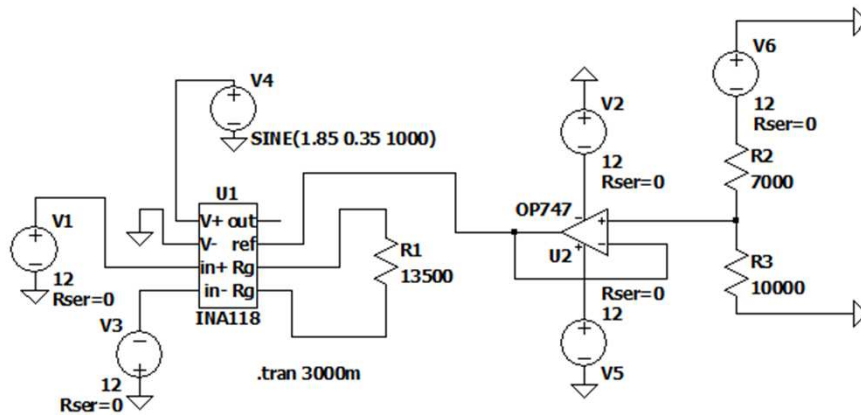 V4
SINE(1.85 0.35 1000)
V1
12
Rser=0
U1
V+ out
V- ref
in+ Rg
in- Rg
INA118
R1
13500
V3
12
Rser=0
.tran 3000m
V2
12
Rser=0
OP747
U2
Rser=0
12
V5
V6
12
Rser=0
R2
7000
R3
10000